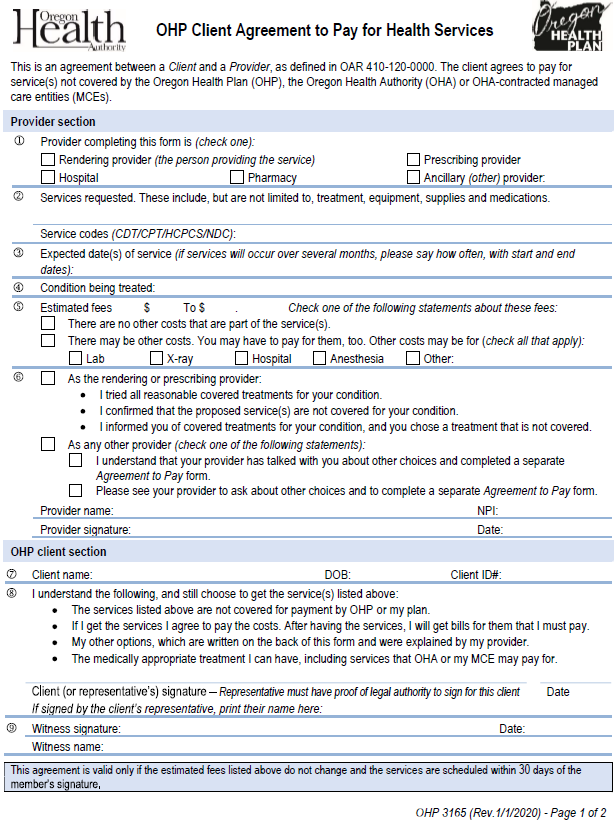 Oregon
Health
Authority
OHP Client Agreement to Pay for Health Services
Oregon
HEALTH
PLAN
This is an agreement between a Client and a Provider, as defined in OAR 410-120-0000. The client agrees to pay for
service(s) not covered by the Oregon Health Plan (OHP), the Oregon Health Authority (OHA) or OHA-contracted managed
care entities (MCEs).
Provider section
① Provider completing this form is (check one):
Rendering provider (the person providing the service) Prescribing provider
Hospital Pharmacy Ancillary (other) provider:
② Services requested. These include, but are not limited to, treatment, equipment, supplies and medications.
Service codes (CDT/CPT/HCPCS/NDC):
③ Expected date(s) of service (if services will occur over several months, please say how often, with start and end
dates):
④ Condition being treated:
⑤ Estimated fees $ To $ . Check one of the following statements about these fees:
There are no other costs that are part of the service(s).
There may be other costs. You may have to pay for them, too. Other costs may be for (check all that apply):
Lab X-ray Hospital Anesthesia Other:
⑥ As the rendering or prescribing provider:
• I tried all reasonable covered treatments for your condition.
• I confirmed that the proposed service(s) are not covered for your condition.
• I informed you of covered treatments for your condition, and you chose a treatment that is not covered.
As any other provider (check one of the following statements):
I understand that your provider has talked with you about other choices and completed a separate
Agreement to Pay form.
Please see your provider to ask about other choices and to complete a separate Agreement to Pay form.
Provider name: NPI:
Provider signature: Date:
OHP client section
⑦ Client name: DOB: Client ID#:
⑧ I understand the following, and still choose to get the service(s) listed above:
• The services listed above are not covered for payment by OHP or my plan.
• If I get the services I agree to pay the costs. After having the services, I will get bills for them that I must pay.
• My other options, which are written on the back of this form and were explained by my provider.
• The medically appropriate treatment I can have, including services that OHA or my MCE may pay for.
Client (or representative's) signature – Representative must have proof of legal authority to sign for this client Date
If signed by the client's representative, print their name here:
⑨ Witness signature: Date:
Witness name:
This agreement is valid only if the estimated fees listed above do not change and the services are scheduled within 30 days of the
member's signature,
OHP 3165 (Rev.1/1/2020) - Page 1 of 2